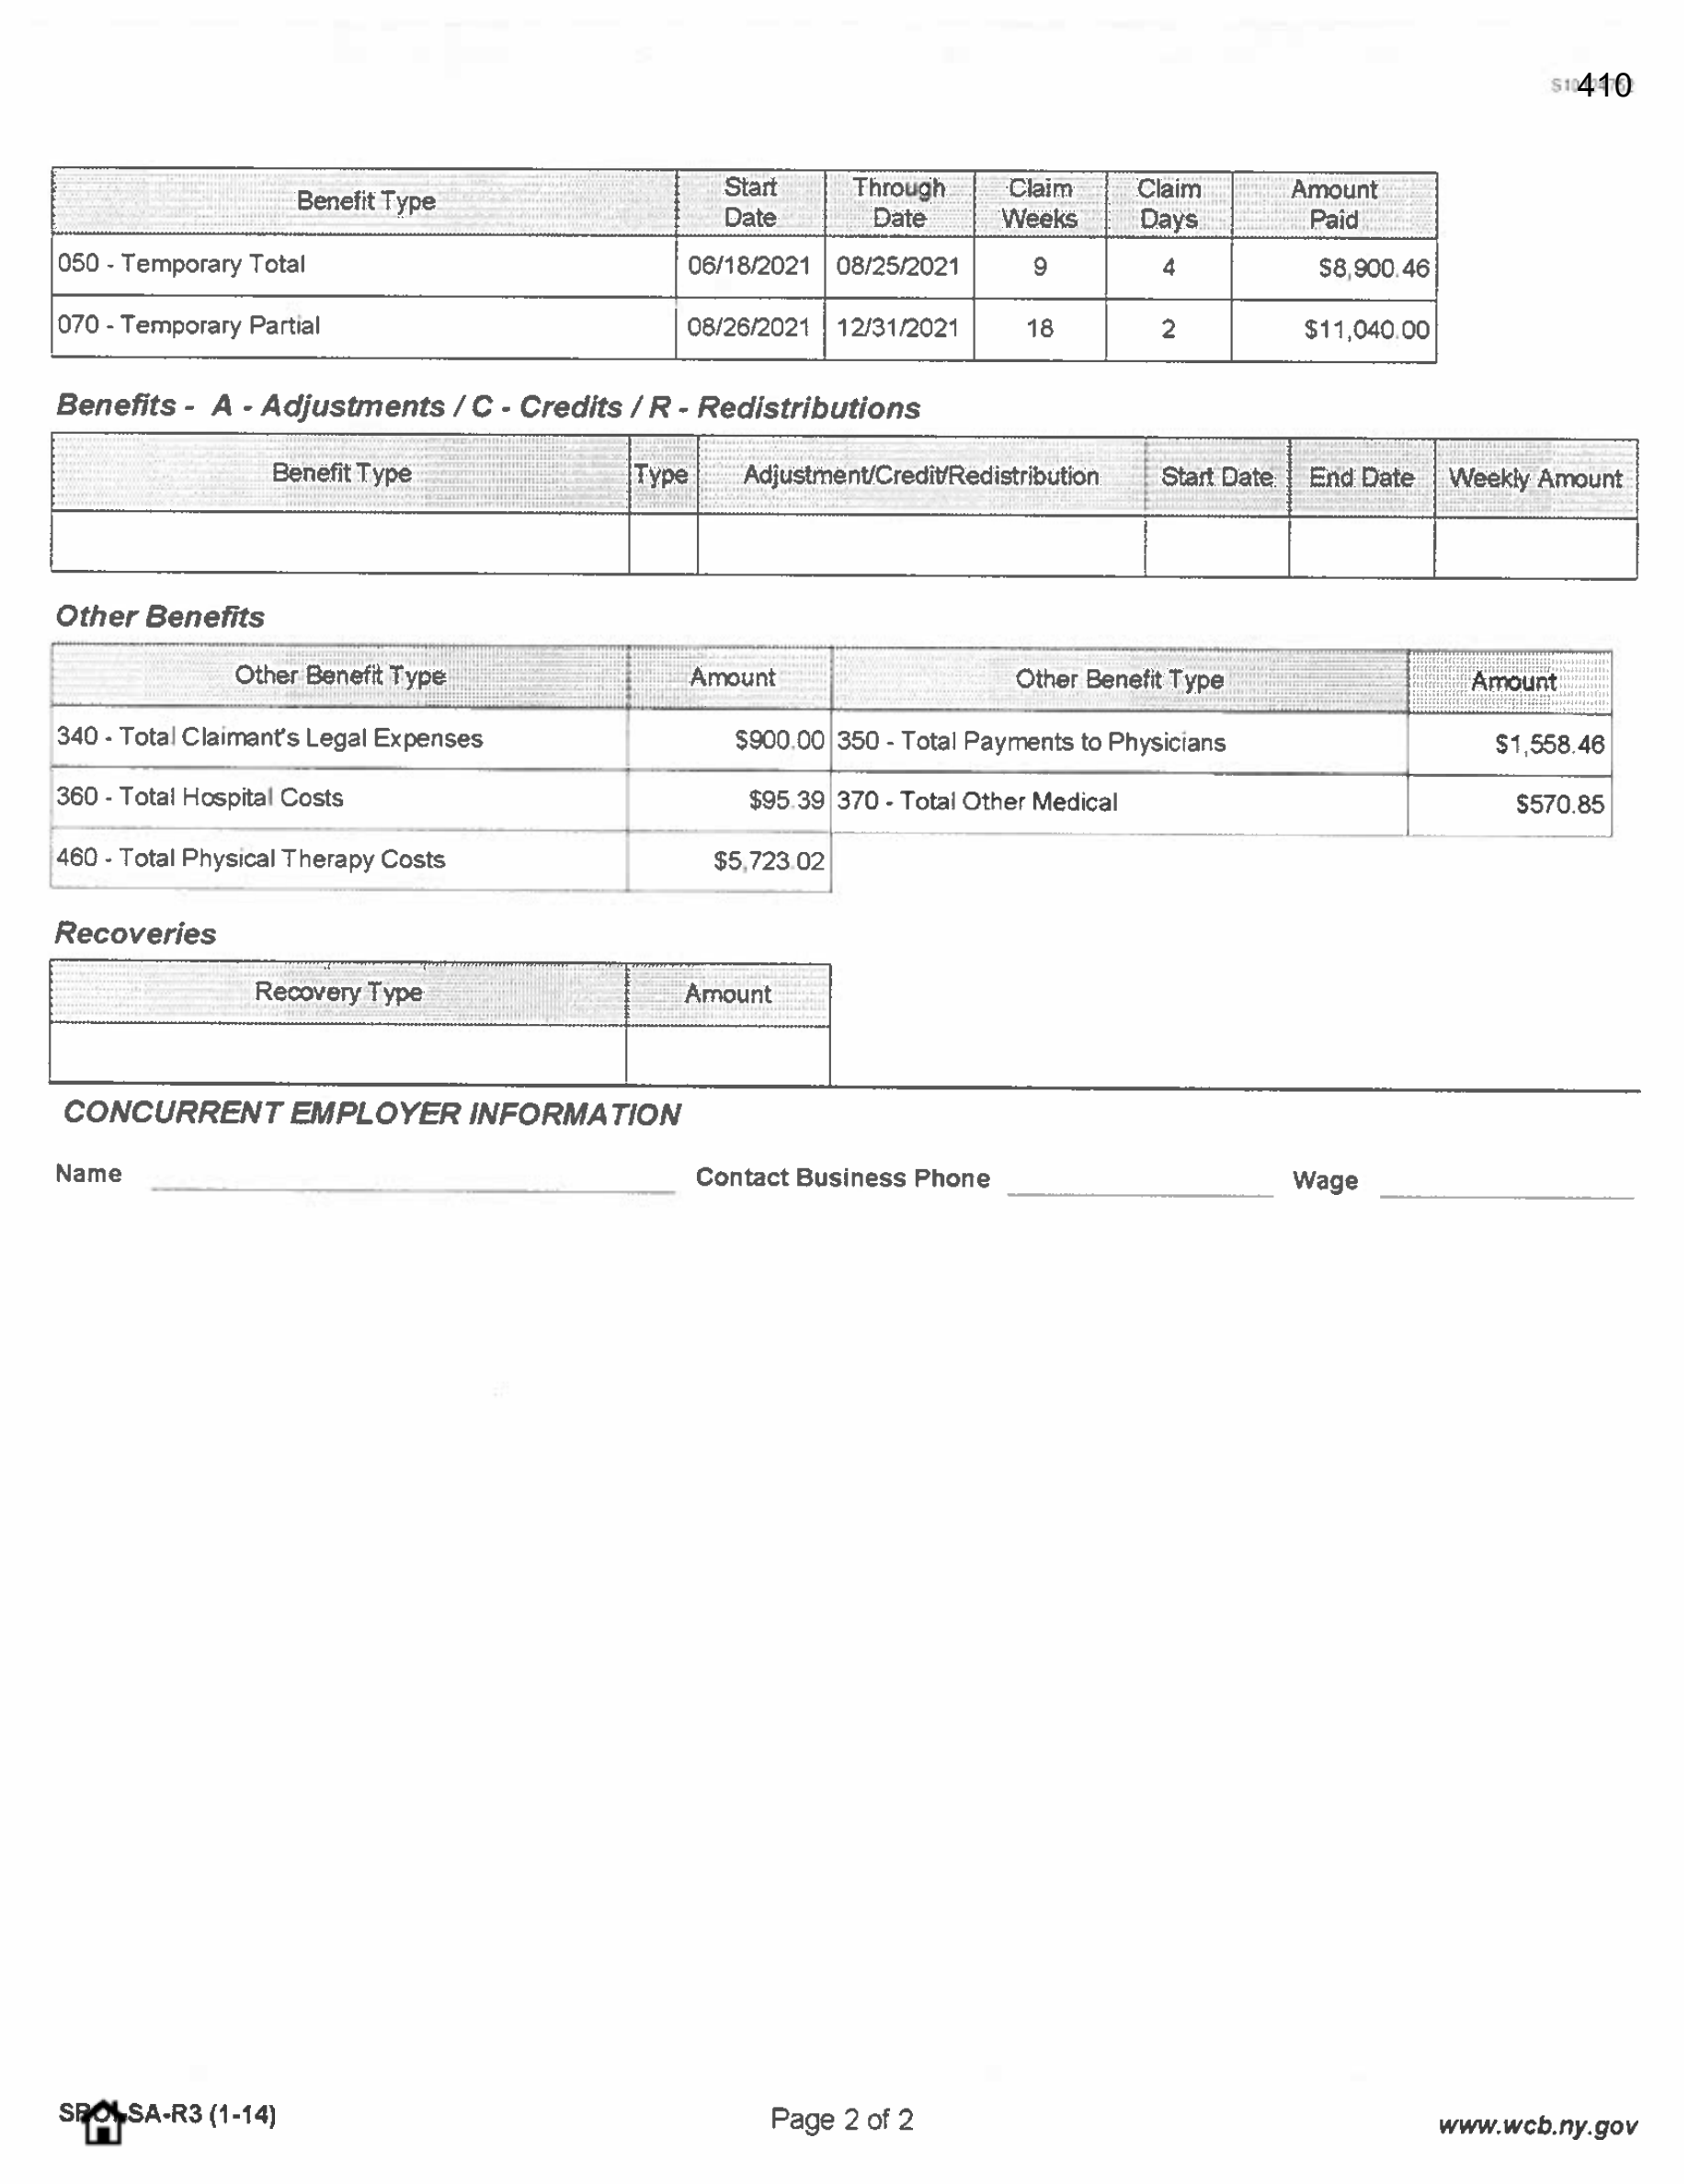 410
Benefit Type Start Date Through Date Claim Weeks Claim Days Amount Paid
050 - Temporary Total 06/18/2021 08/25/2021 9 4 $8,900.46
070 - Temporary Partial 08/26/2021 12/31/2021 18 2 $11,040.00
Benefits - A - Adjustments / C - Credits / R - Redistributions
Benefit Type Type Adjustment/Credit/Redistribution Start Date End Date Weekly Amount
Other Benefits
Other Benefit Type Amount Other Benefit Type Amount
340 - Total Claimant's Legal Expenses $900.00 350 - Total Payments to Physicians $1,558.46
360 - Total Hospital Costs $95.39 370 - Total Other Medical $570.85
460 - Total Physical Therapy Costs $5,723.02
Recoveries
Recovery Type Amount
CONCURRENT EMPLOYER INFORMATION
Name Contact Business Phone Wage
SA-R3 (1-14) Page 2 of 2 www.wcb.ny.gov